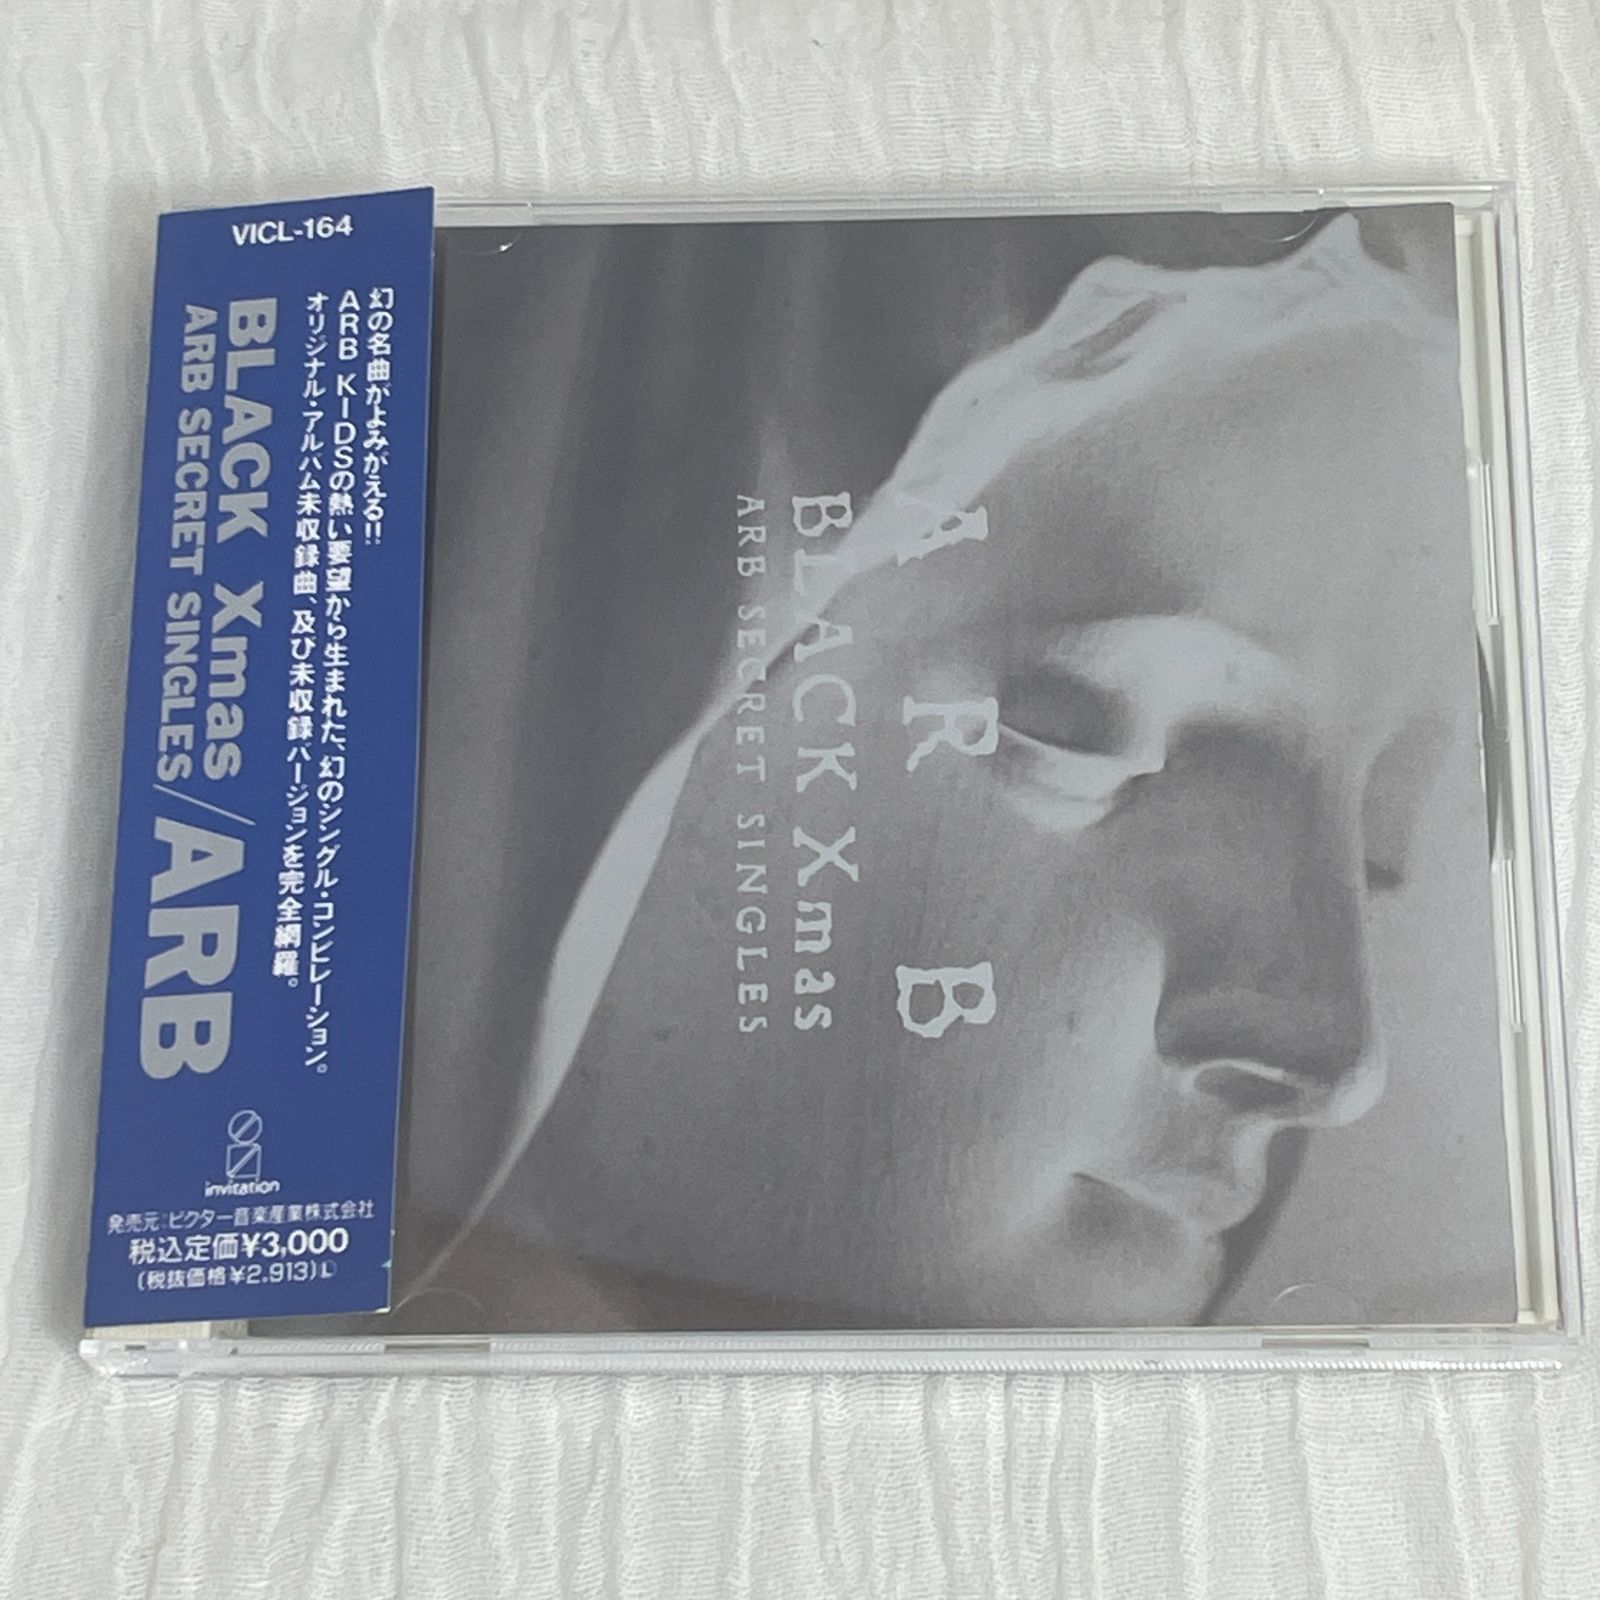 VICL-164
幻の名曲がよみがえる!!
ARB KIDSの熱い要望から生まれた、幻のシングル・コンピレーション。
オリジナル・アルバム未収録曲、及び未収録バージョンを完全網羅。
BLACK Xmas
ARB SECRET SINGLES/ARB
invitation
発売元:ビクター音楽産業株式会社
税込定価¥3,000
(税抜価格¥2,913)L
ARB
BLACK Xmas
ARB SECRET SINGLES